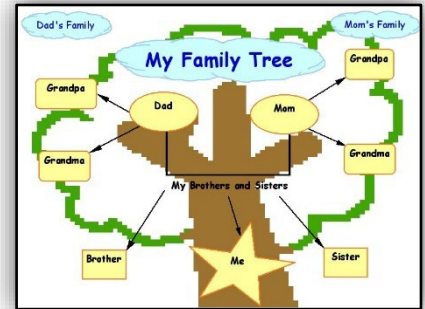 Dad's Family
Mom's Family
My Family Tree
Grandpa
Grandpa
Dad
Mom
Grandma
Grandma
My Brothers and Sisters
Brother
Me
Sister